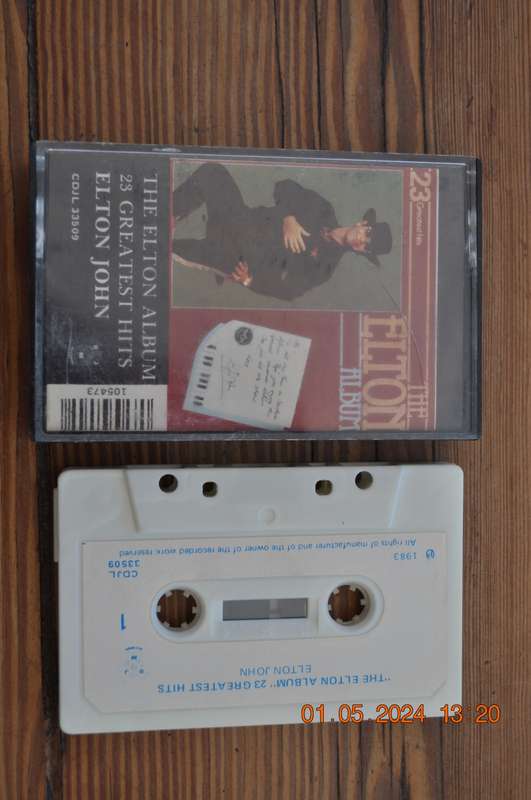 THE ELTON ALBUM
23 GREATEST HITS
ELTON JOHN
CDJL 33509
105473
23 Greatest Hits
THE
ELTON
ALBUM
℗ 1983
All rights of manufacturer and of the owner of the recorded work reserved
CDJL
33509
1
"THE ELTON ALBUM" 23 GREATEST HITS
ELTON JOHN
01.05.2024 13:20